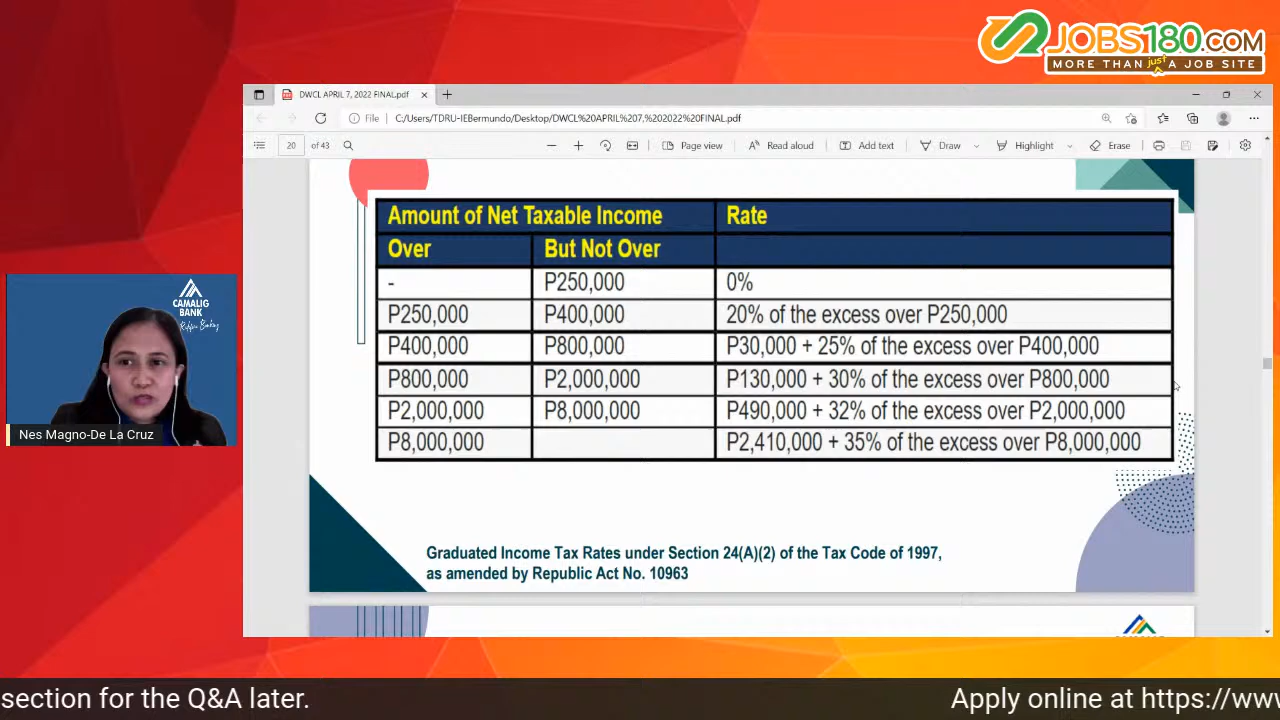 JOBS180.COM
MORE THAN just A JOB SITE
DWCL APRIL 7, 2022 FINAL.pdf
File C:/Users/TDRU-IEBermundo/Desktop/DWCL%20APRIL%207,%202022%20FINAL.pdf
20 of 43 Page view Read aloud Add text Draw Highlight Erase
Amount of Net Taxable Income Rate
Over But Not Over
- P250,000 0%
P250,000 P400,000 20% of the excess over P250,000
P400,000 P800,000 P30,000 + 25% of the excess over P400,000
P800,000 P2,000,000 P130,000 + 30% of the excess over P800,000
P2,000,000 P8,000,000 P490,000 + 32% of the excess over P2,000,000
P8,000,000 P2,410,000 + 35% of the excess over P8,000,000
CAMALIG
BANK
Nes Magno-De La Cruz
Graduated Income Tax Rates under Section 24(A)(2) of the Tax Code of 1997,
as amended by Republic Act No. 10963
section for the Q&A later. Apply online at https://ww